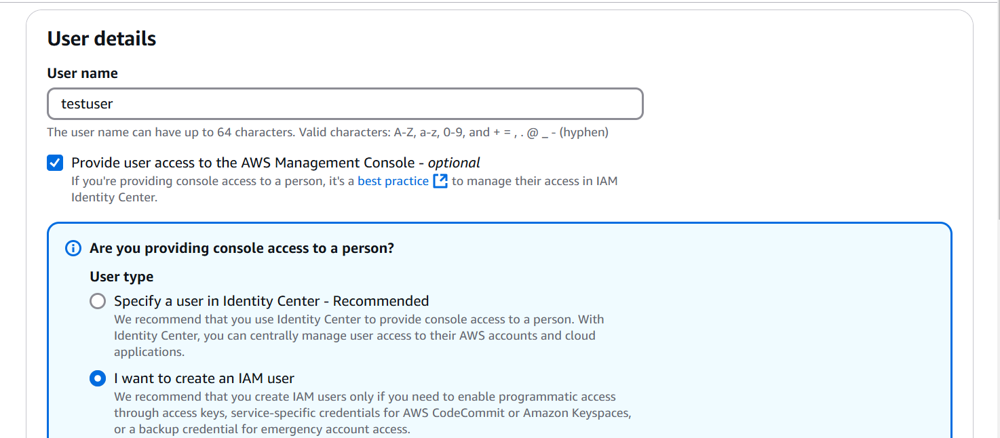 User details
User name
testuser
The user name can have up to 64 characters. Valid characters: A-Z, a-z, 0-9, and + = , . @ _ - (hyphen)
Provide user access to the AWS Management Console - optional
If you're providing console access to a person, it's a best practice to manage their access in IAM
Identity Center.
Are you providing console access to a person?
User type
Specify a user in Identity Center - Recommended
We recommend that you use Identity Center to provide console access to a person. With
Identity Center, you can centrally manage user access to their AWS accounts and cloud
applications.
I want to create an IAM user
We recommend that you create IAM users only if you need to enable programmatic access
through access keys, service-specific credentials for AWS CodeCommit or Amazon Keyspaces,
or a backup credential for emergency account access.